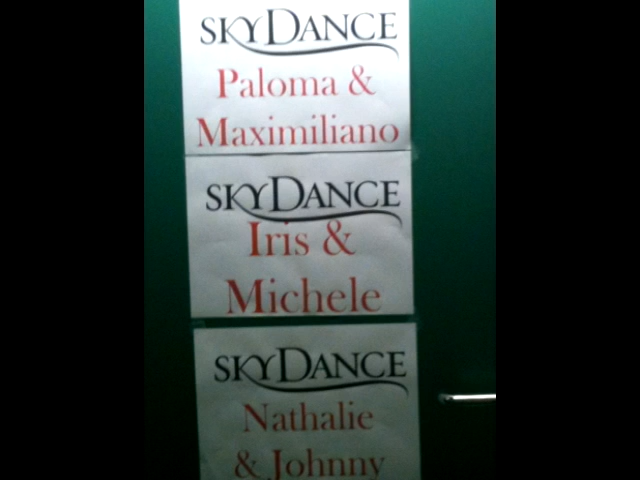 SKYDANCE
Paloma &
Maximiliano
SKYDANCE
Iris &
Michele
SKYDANCE
Nathalie
& Johnny